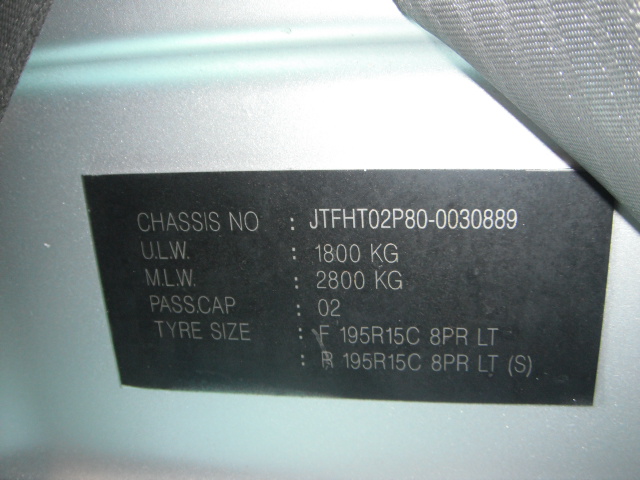 CHASSIS NO : JTFHT02P80-0030889
U.L.W. : 1800 KG
M.L.W. : 2800 KG
PASS.CAP : 02
TYRE SIZE : F 195R15C 8PR LT
: R 195R15C 8PR LT (S)